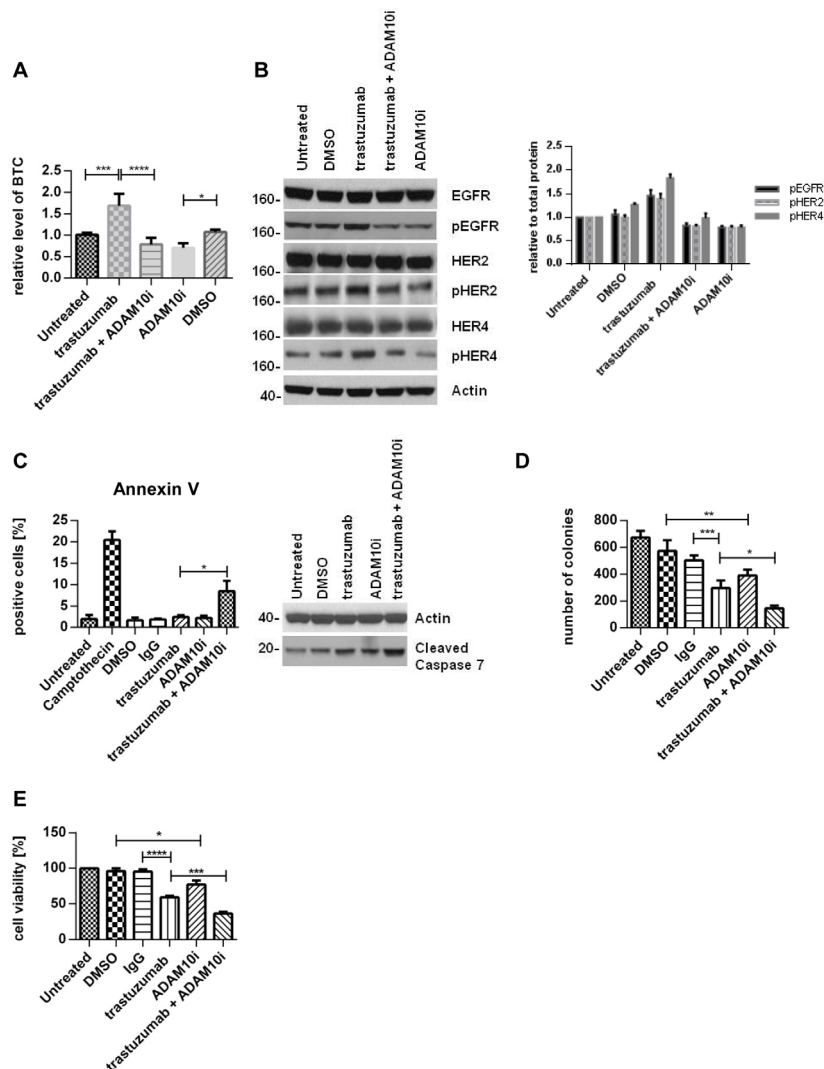 A
relative level of BTC
2.5
2.0
1.5
1.0
0.5
0.0
*** ****
*
Untreated
trastuzumab
trastuzumab + ADAM10i
ADAM10i
DMSO
B
Untreated
DMSO
trastuzumab
trastuzumab + ADAM10i
ADAM10i
160-
160-
160-
160-
160-
160-
40-
EGFR
pEGFR
HER2
pHER2
HER4
pHER4
Actin
relative to total protein
2.5
2.0
1.5
1.0
0.5
0.0
Untreated
DMSO
trastuzumab
trastuzumab + ADAM10i
ADAM10i
pEGFR
pHER2
pHER4
C
Annexin V
positive cells [%]
25
20
15
10
5
0
*
Untreated
Camptothecin
DMSO
IgG
trastuzumab
ADAM10i
trastuzumab + ADAM10i
Untreated
DMSO
trastuzumab
ADAM10i
trastuzumab + ADAM10i
40-
20-
Actin
Cleaved
Caspase 7
D
number of colonies
800
600
400
200
0
**
***
*
Untreated
DMSO
IgG
trastuzumab
ADAM10i
trastuzumab + ADAM10i
E
cell viability [%]
150
100
50
0
*
****
***
Untreated
DMSO
IgG
trastuzumab
ADAM10i
trastuzumab + ADAM10i